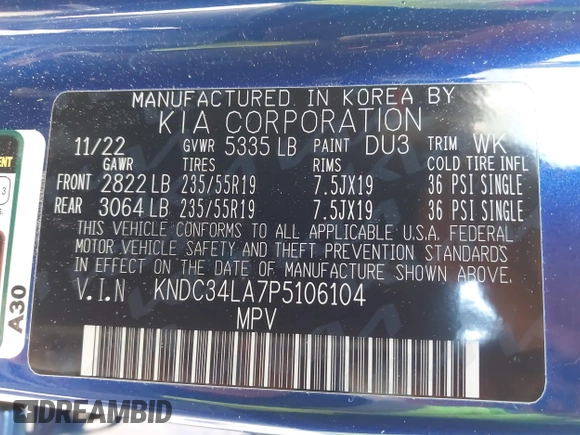 MANUFACTURED IN KOREA BY
KIA CORPORATION
11/22 GVWR 5335 LB PAINT DU3 TRIM WK
GAWR TIRES RIMS COLD TIRE INFL
FRONT 2822 LB 235/55R19 7.5JX19 36 PSI SINGLE
REAR 3064 LB 235/55R19 7.5JX19 36 PSI SINGLE
THIS VEHICLE CONFORMS TO ALL APPLICABLE U.S.A. FEDERAL
MOTOR VEHICLE SAFETY AND THEFT PREVENTION STANDARDS
IN EFFECT ON THE DATE OF MANUFACTURE SHOWN ABOVE.
V.I.N KNDC34LA7P5106104
MPV
A30
DREAMBID